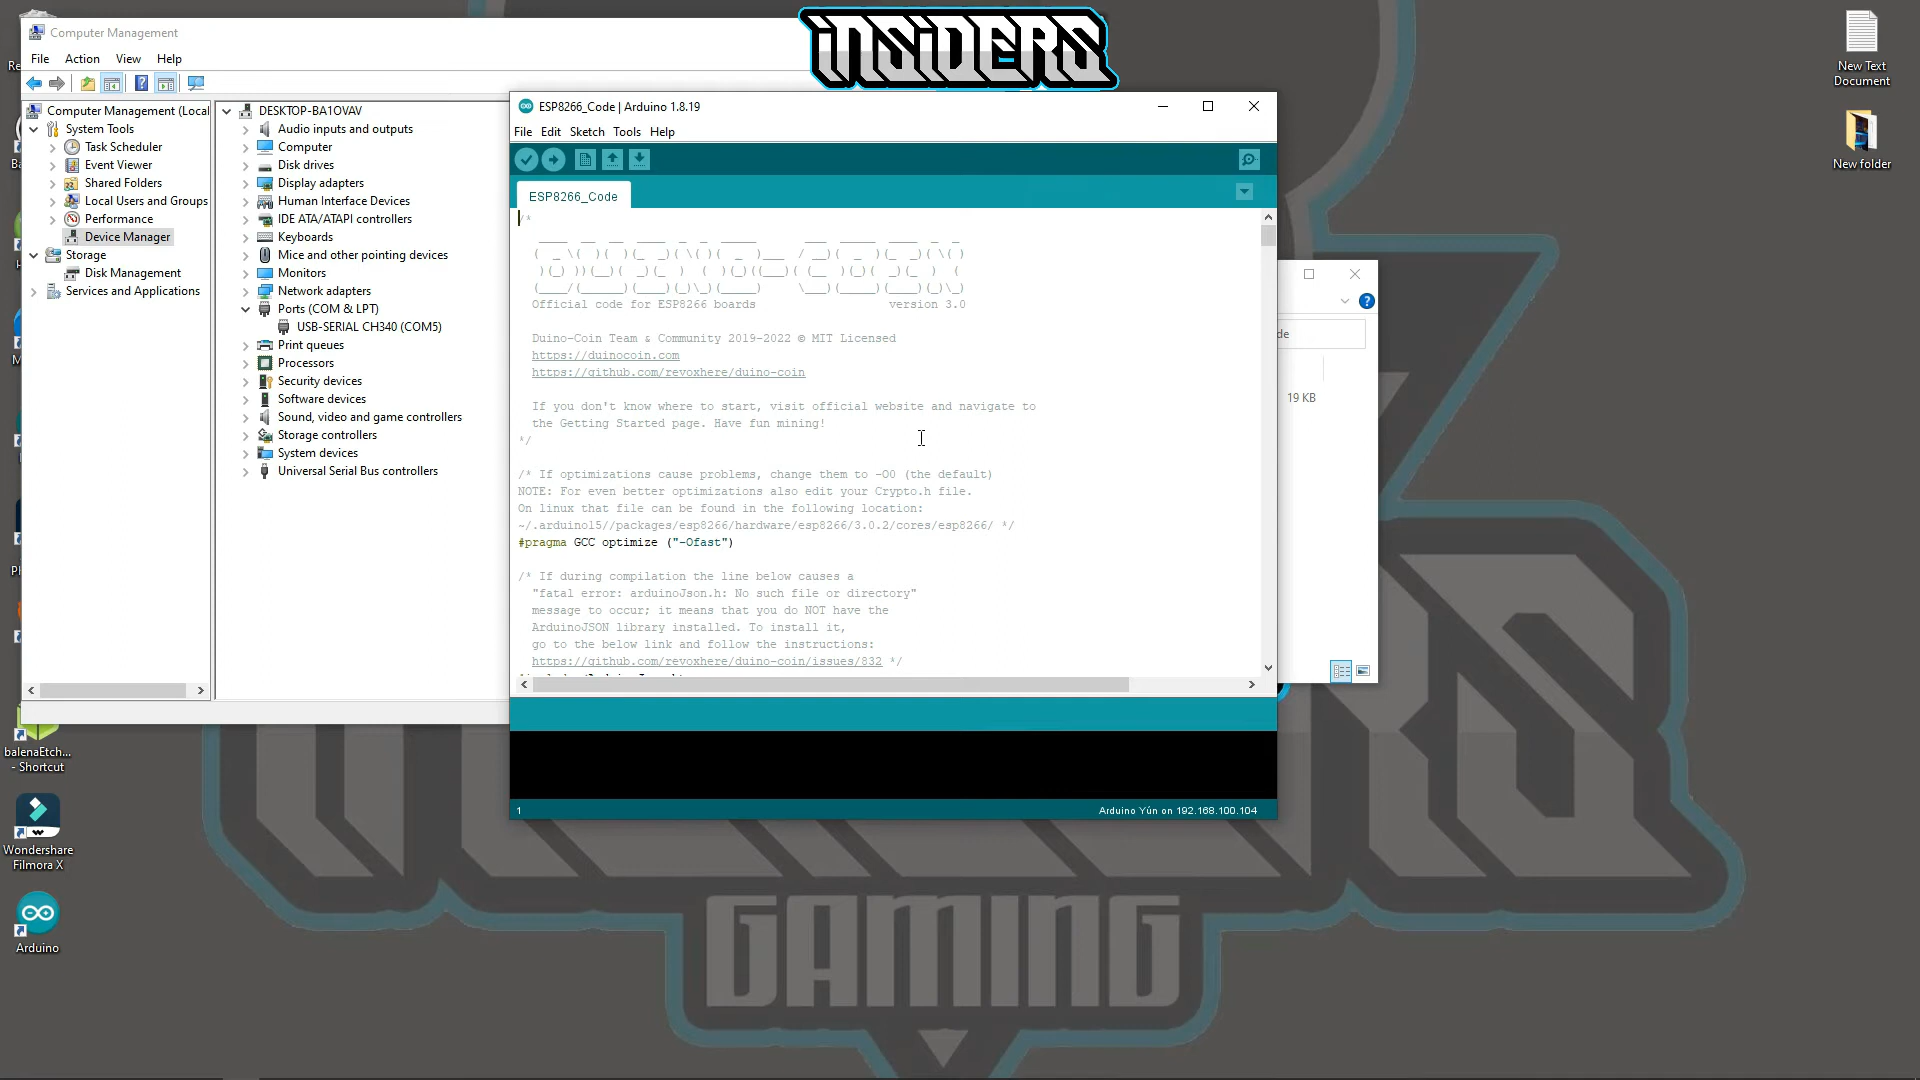 INSIDERS
Computer Management
File Action View Help
Computer Management (Local
System Tools
Task Scheduler
Event Viewer
Shared Folders
Local Users and Groups
Performance
Device Manager
Storage
Disk Management
Services and Applications
DESKTOP-BA1OVAV
Audio inputs and outputs
Computer
Disk drives
Display adapters
Human Interface Devices
IDE ATA/ATAPI controllers
Keyboards
Mice and other pointing devices
Monitors
Network adapters
Ports (COM & LPT)
USB-SERIAL CH340 (COM5)
Print queues
Processors
Security devices
Software devices
Sound, video and game controllers
Storage controllers
System devices
Universal Serial Bus controllers
ESP8266_Code | Arduino 1.8.19
File Edit Sketch Tools Help
ESP8266_Code
/*
Official code for ESP8266 boards version 3.0
Duino-Coin Team & Community 2019-2022 © MIT Licensed
https://duinocoin.com
https://github.com/revoxhere/duino-coin
If you don't know where to start, visit official website and navigate to
the Getting Started page. Have fun mining!
*/
/* If optimizations cause problems, change them to -O0 (the default)
NOTE: For even better optimizations also edit your Crypto.h file.
On linux that file can be found in the following location:
~/.arduino15//packages/esp8266/hardware/esp8266/3.0.2/cores/esp8266/ */
#pragma GCC optimize ("-Ofast")
/* If during compilation the line below causes a
"fatal error: arduinoJson.h: No such file or directory"
message to occur; it means that you do NOT have the
ArduinoJSON library installed. To install it,
go to the below link and follow the instructions:
https://github.com/revoxhere/duino-coin/issues/832 */
1
Arduino Yún on 192.168.100.104
de
19 KB
New Text
Document
New folder
balenaEtch...
- Shortcut
Wondershare
Filmora X
Arduino
GAMING